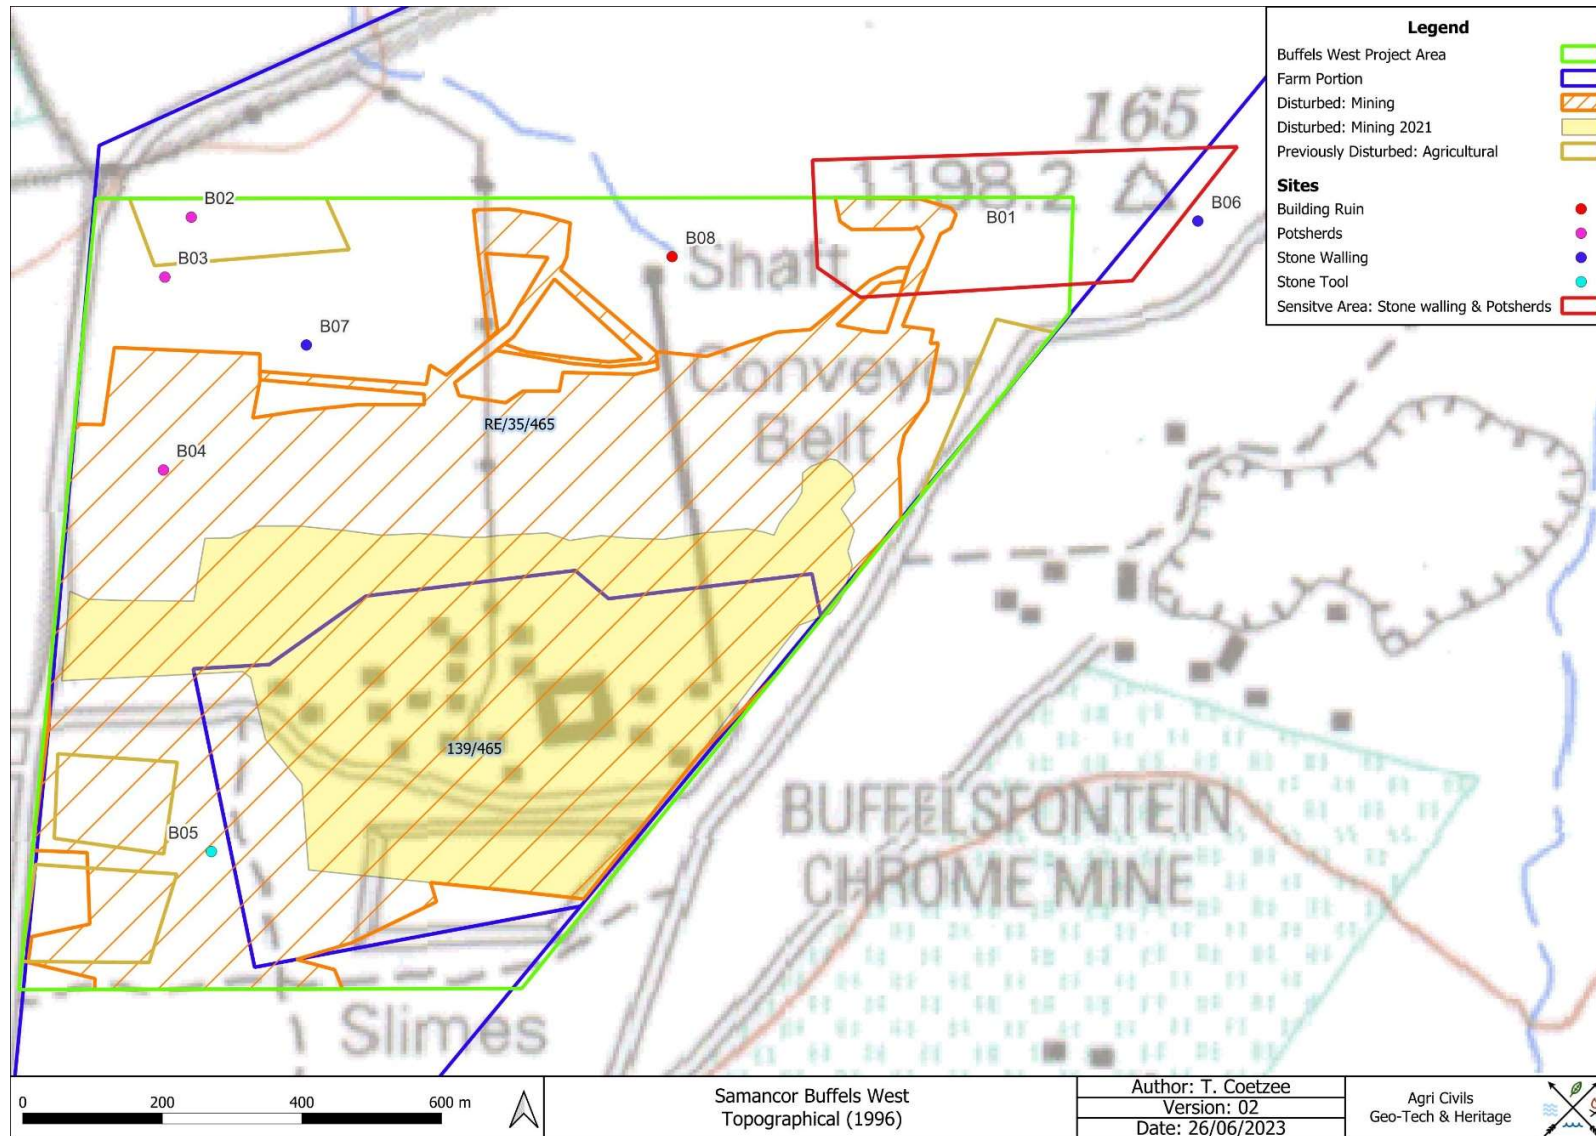 Legend
Buffels West Project Area
Farm Portion
Disturbed: Mining
Disturbed: Mining 2021
Previously Disturbed: Agricultural
Sites
Building Ruin
Potsherds
Stone Walling
Stone Tool
Sensitve Area: Stone walling & Potsherds
165
1198.2
B01
B02
B06
B03
B08
Shaft
B07
Conveyor
Belt
RE/35/465
B04
139/465
B05
BUFFELSFONTEIN
CHROME MINE
Slimes
0 200 400 600 m
Samancor Buffels West
Topographical (1996)
Author: T. Coetzee
Version: 02
Date: 26/06/2023
Agri Civils
Geo-Tech & Heritage